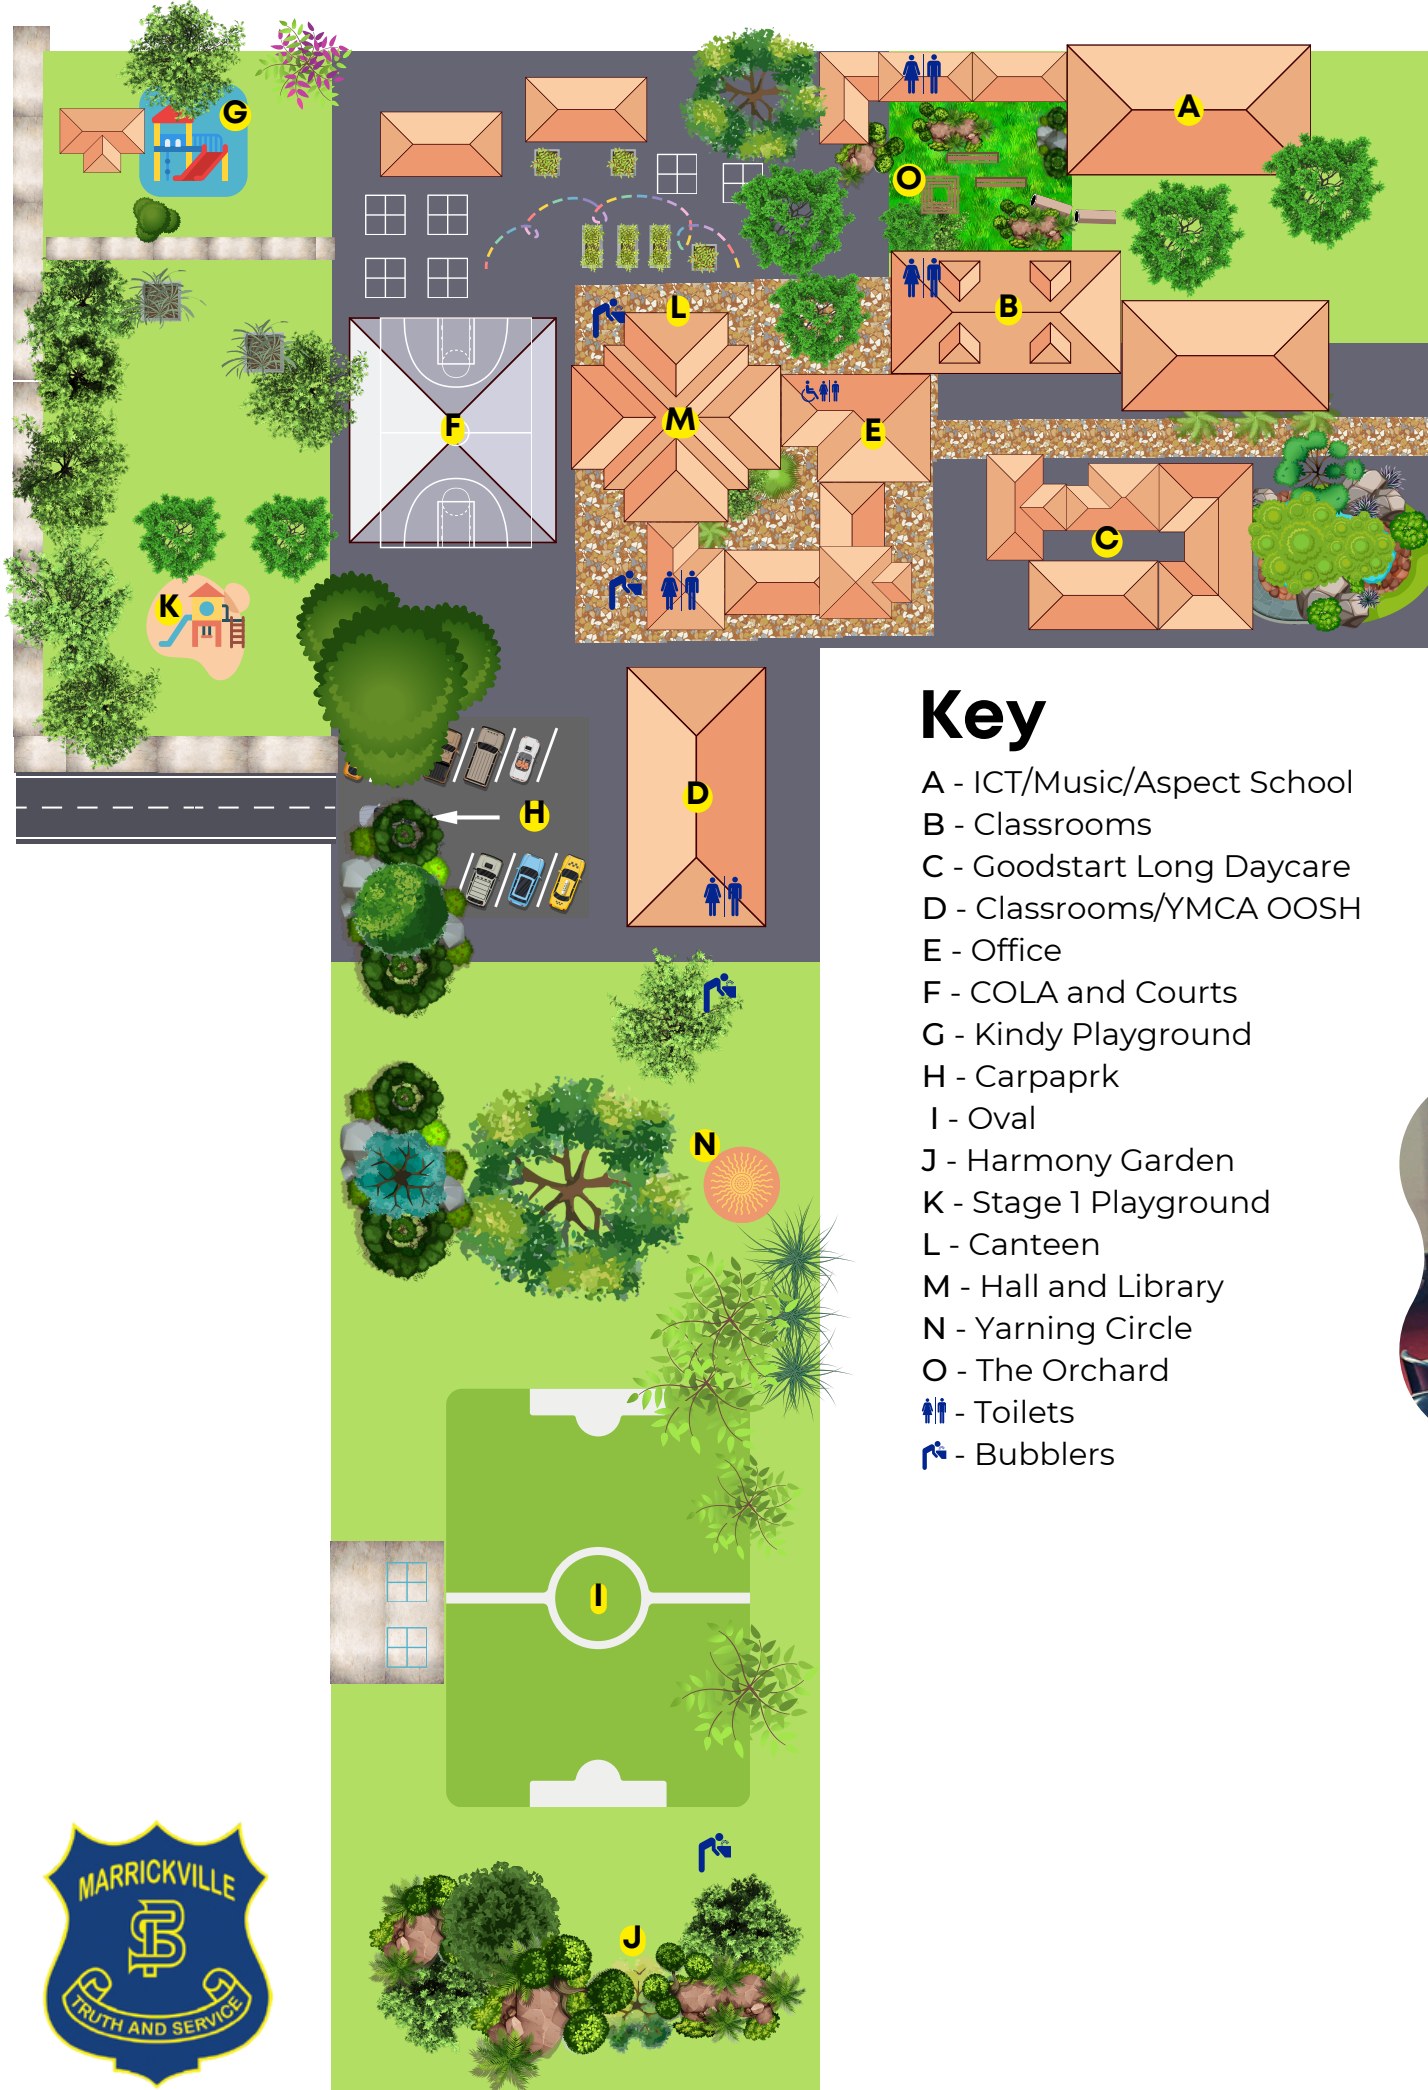 G
A
O
L
B
F
M
E
C
K
H
D
N
I
J
Key
A - ICT/Music/Aspect School
B - Classrooms
C - Goodstart Long Daycare
D - Classrooms/YMCA OOSH
E - Office
F - COLA and Courts
G - Kindy Playground
H - Carpaprk
I - Oval
J - Harmony Garden
K - Stage 1 Playground
L - Canteen
M - Hall and Library
N - Yarning Circle
O - The Orchard
- Toilets
- Bubblers
MARRICKVILLE
PS
TRUTH AND SERVICE